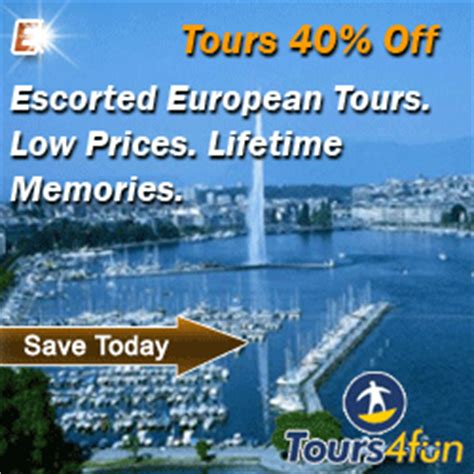 E
Tours 40% Off
Escorted European Tours.
Low Prices. Lifetime
Memories.
Save Today
Tours4fun